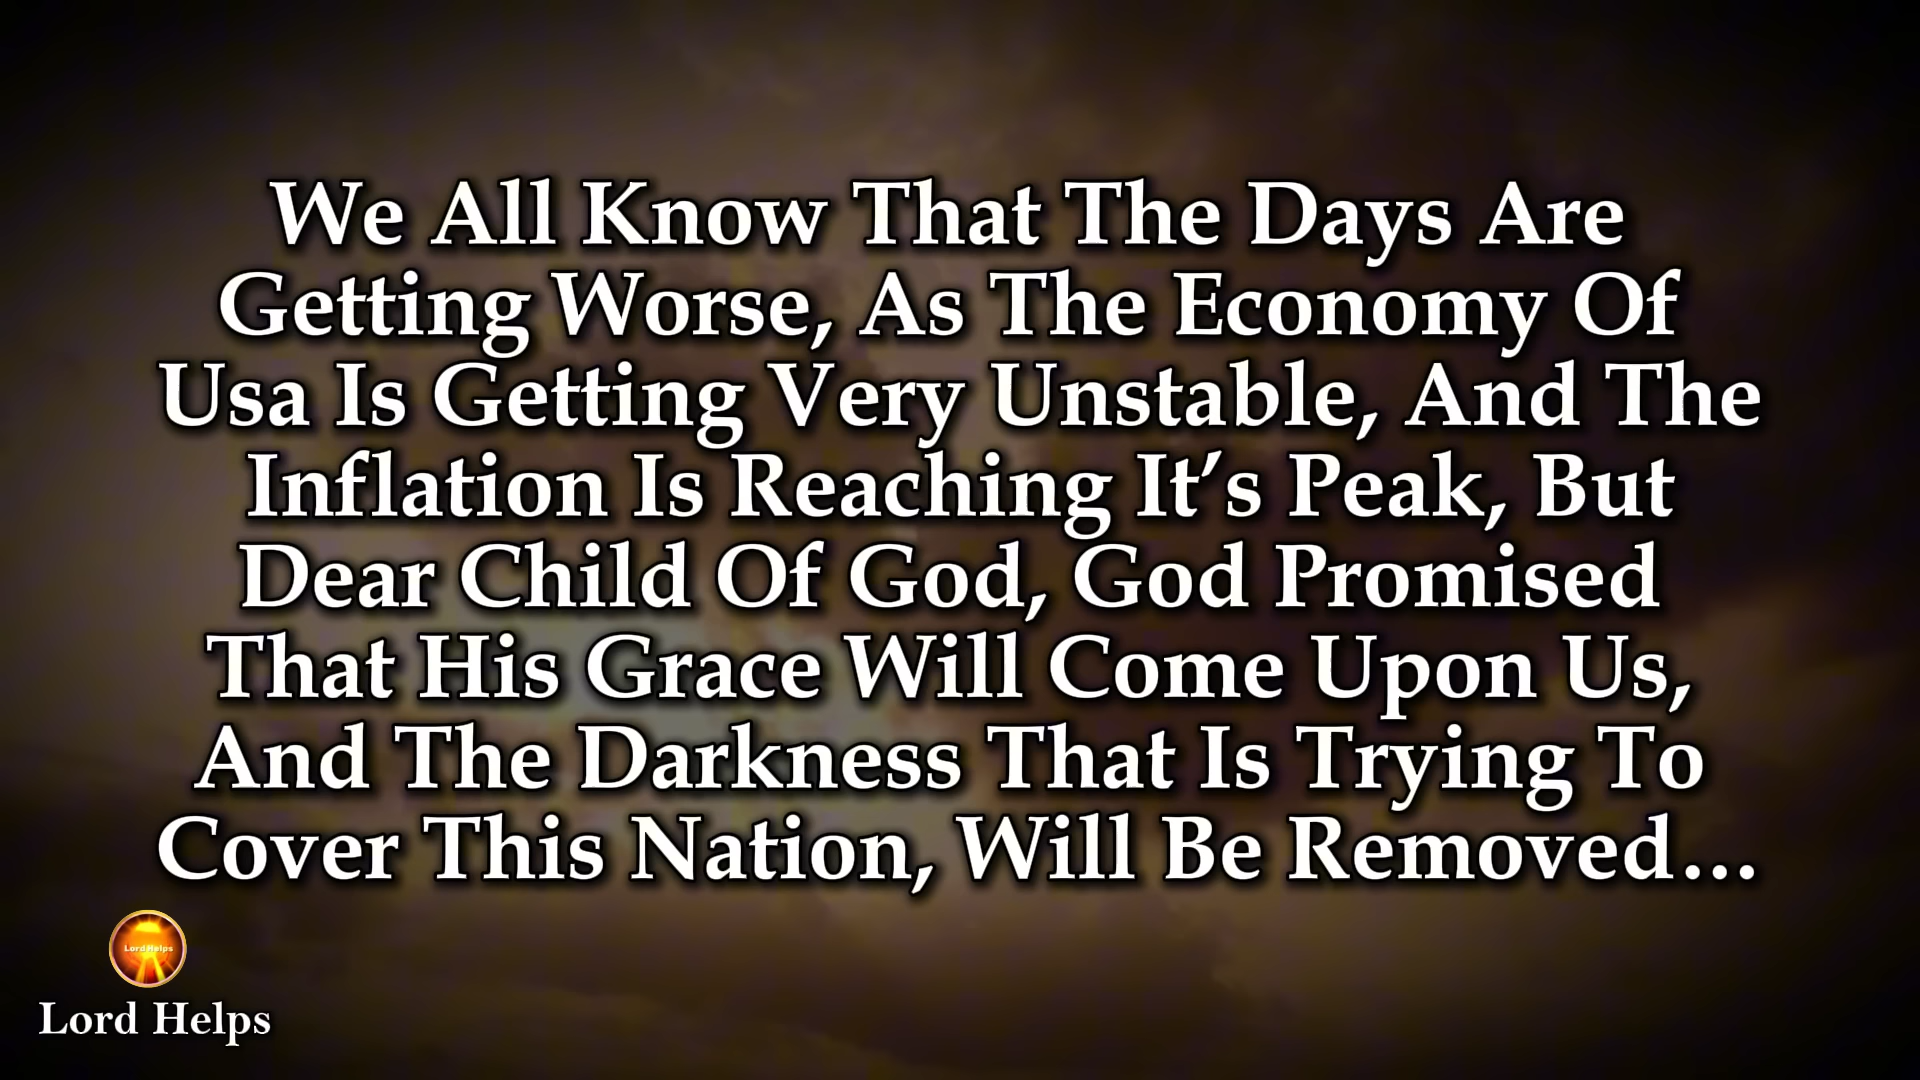 We All Know That The Days Are
Getting Worse, As The Economy Of
Usa Is Getting Very Unstable, And The
Inflation Is Reaching It’s Peak, But
Dear Child Of God, God Promised
That His Grace Will Come Upon Us,
And The Darkness That Is Trying To
Cover This Nation, Will Be Removed...
Lord Helps
Lord Helps